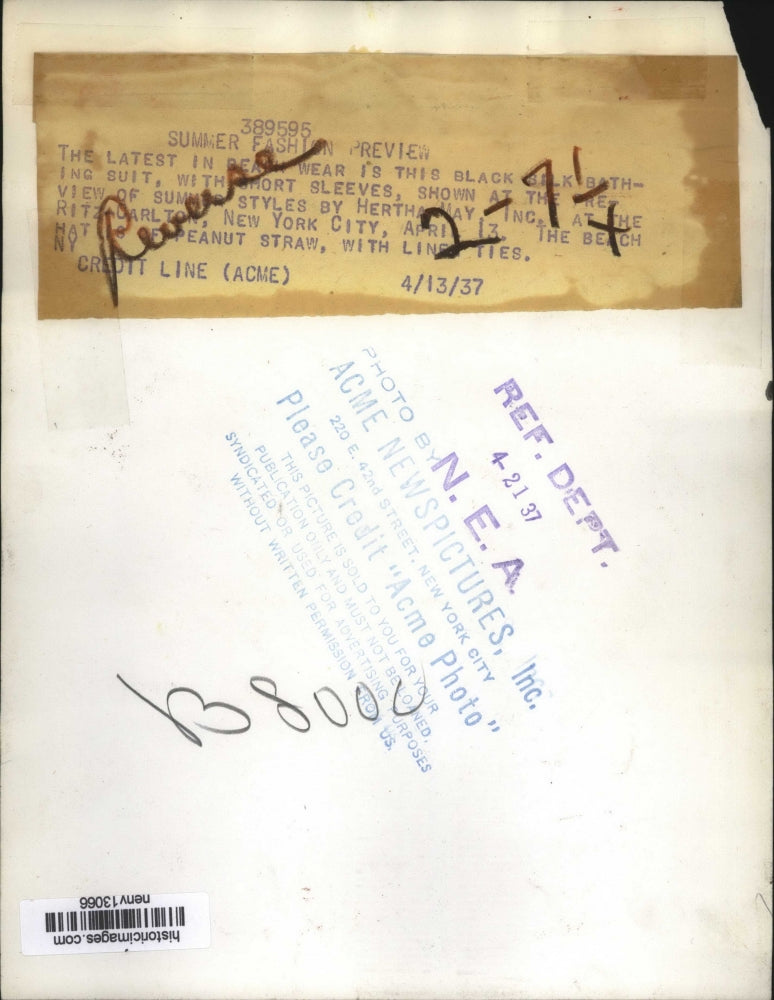 389595
SUMMER FASHION PREVIEW
THE LATEST IN BEACH WEAR IS THIS BLACK SILK BATH-
ING SUIT, WITH SHORT SLEEVES, SHOWN AT THE PRE-
VIEW OF SUMMER STYLES BY HERTHA MAY, INC., AT THE
RITZ CARLTON, NEW YORK CITY, APRIL 13. THE BEACH
HAT PEANUT STRAW, WITH LINEN TIES.
NY
CREDIT LINE (ACME) 4/13/37
2-7 1/4
REF. DEPT.
4-21 37
N. E. A.
PHOTO BY
ACME NEWSPICTURES, Inc.
220 E. 42nd STREET, NEW YORK CITY
Please Credit "Acme Photo"
THIS PICTURE IS SOLD TO YOU FOR YOUR
PUBLICATION ONLY AND MUST NOT BE LOANED,
SYNDICATED OR USED FOR ADVERTISING PURPOSES
WITHOUT WRITTEN PERMISSION FROM US.
B8000
historicimages.com
nenv13066